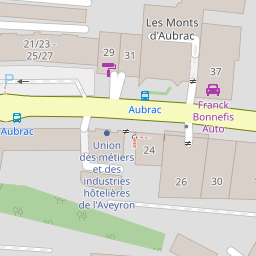 Les Monts
d'Aubrac
21/23 -
25/27
29
31
37
P
Franck
Bonnefis
Auto
Aubrac
Aubrac
Union
des métiers
et des
industries
hôtelières
de l'Aveyron
24
26
30